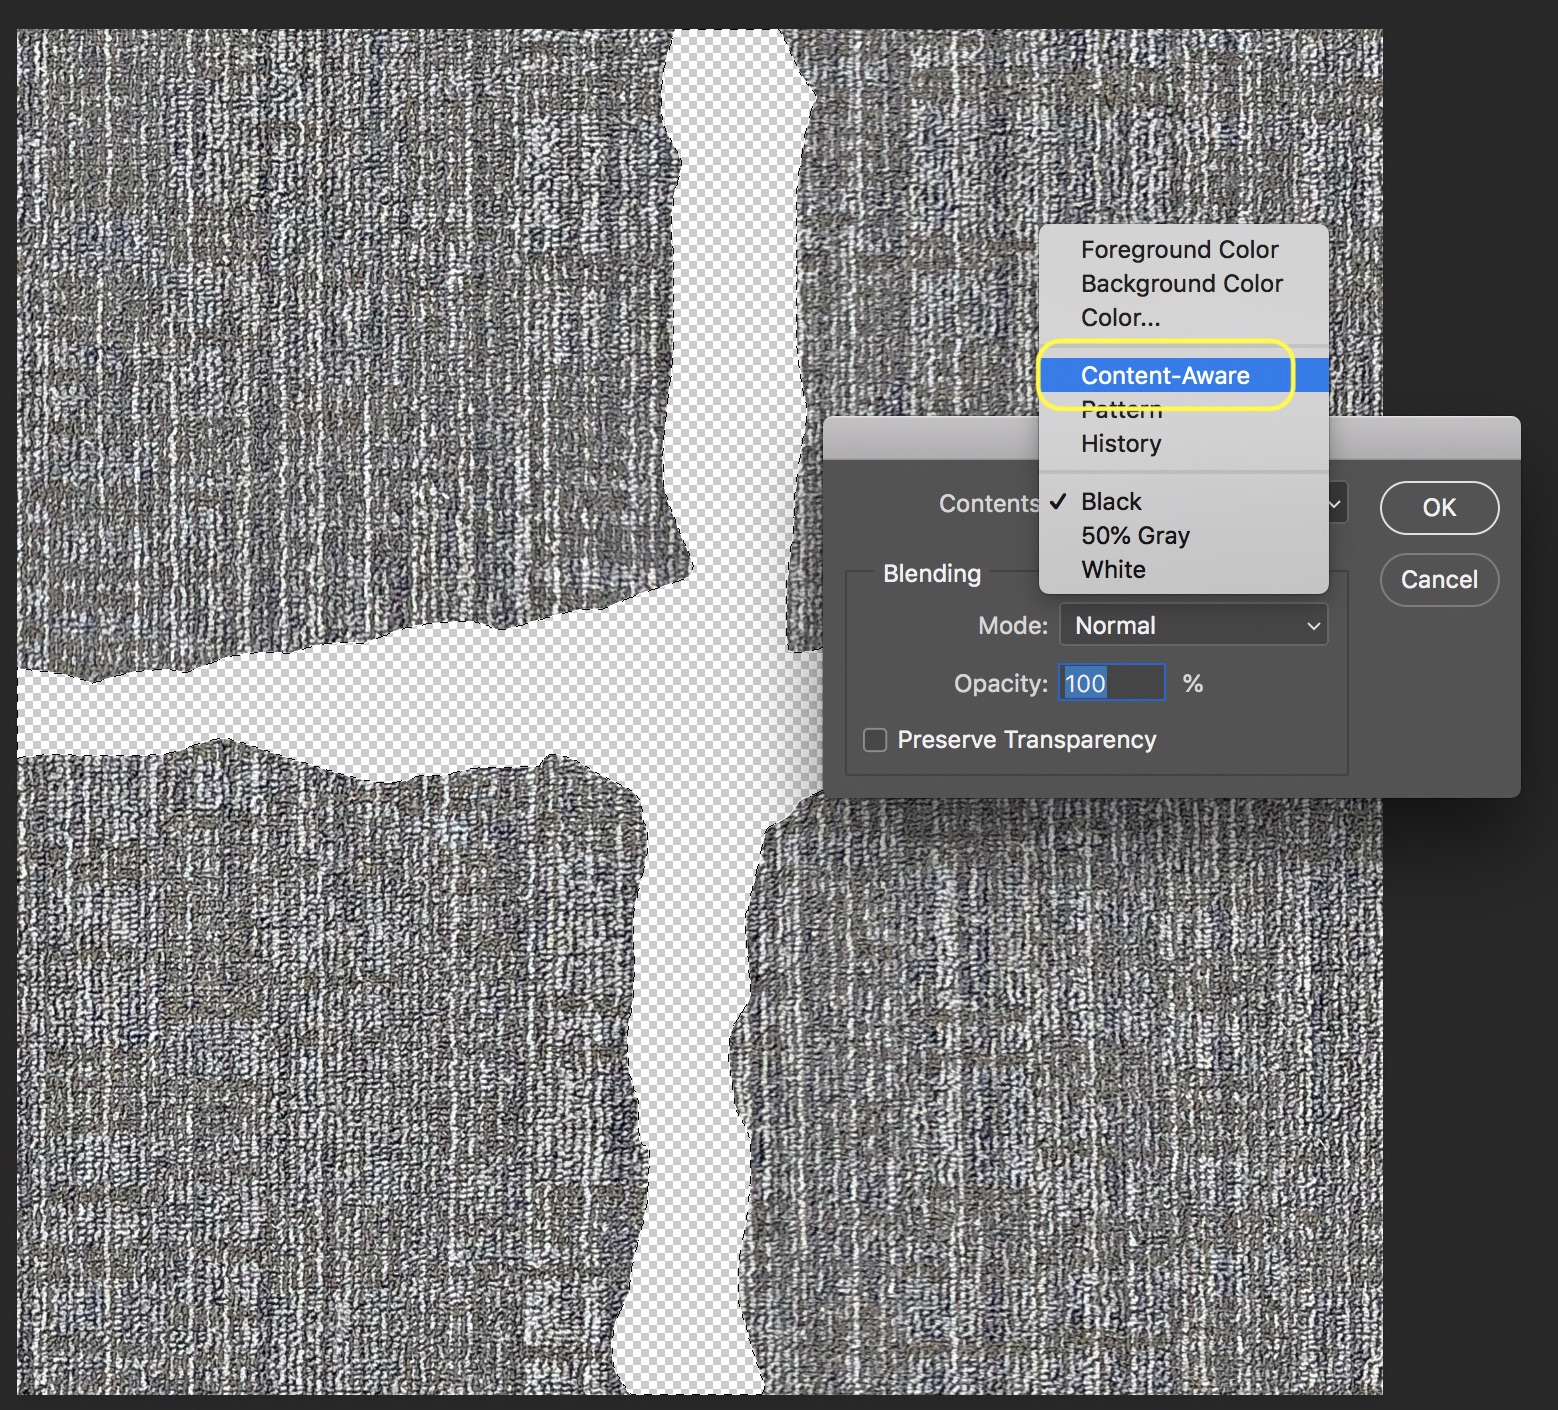 Foreground Color
Background Color
Color...
Content-Aware
Pattern
History
Contents
✓ Black
50% Gray
White
OK
Cancel
Blending
Mode: Normal
Opacity: 100 %
Preserve Transparency